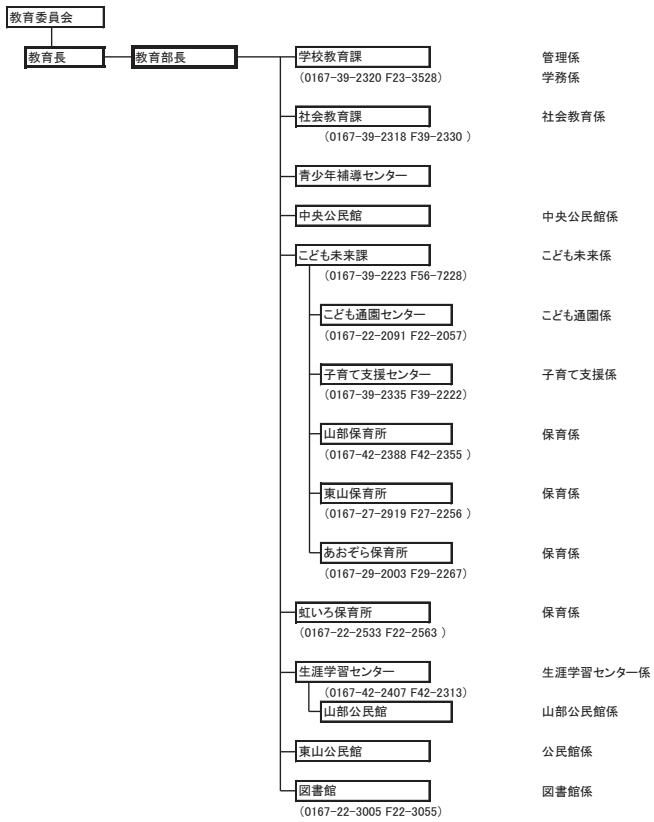 教育委員会
教育長 教育部長 学校教育課 管理係
（0167-39-2320 F23-3528） 学務係
社会教育課 社会教育係
（0167-39-2318 F39-2330 ）
青少年補導センター
中央公民館 中央公民館係
こども未来課 こども未来係
（0167-39-2223 F56-7228）
こども通園センター こども通園係
（0167-22-2091 F22-2057）
子育て支援センター 子育て支援係
（0167-39-2335 F39-2222）
山部保育所 保育係
（0167-42-2388 F42-2355 ）
東山保育所 保育係
（0167-27-2919 F27-2256 ）
あおぞら保育所 保育係
（0167-29-2003 F29-2267）
虹いろ保育所 保育係
（0167-22-2533 F22-2563 ）
生涯学習センター 生涯学習センター係
（0167-42-2407 F42-2313）
山部公民館 山部公民館係
東山公民館 公民館係
図書館 図書館係
（0167-22-3005 F22-3055）